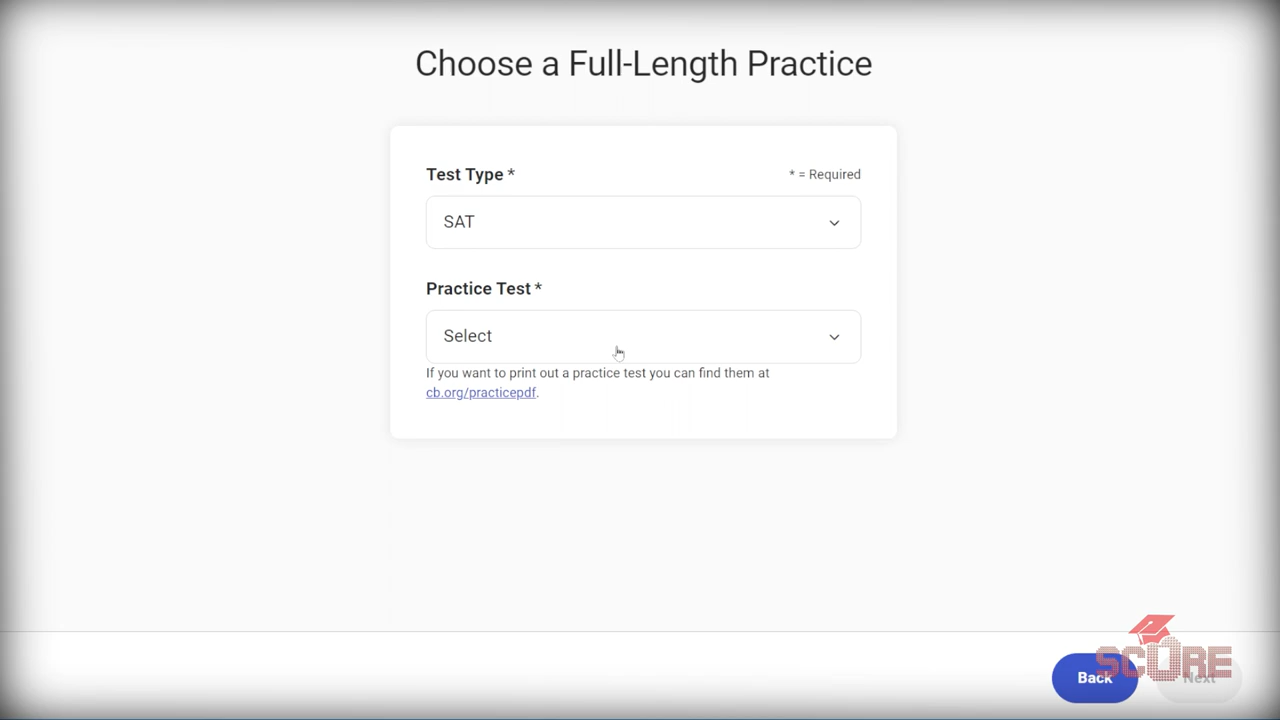 Choose a Full-Length Practice
Test Type *
* = Required
SAT
Practice Test *
Select
If you want to print out a practice test you can find them at
cb.org/practicepdf.
SCORE
Back
Next